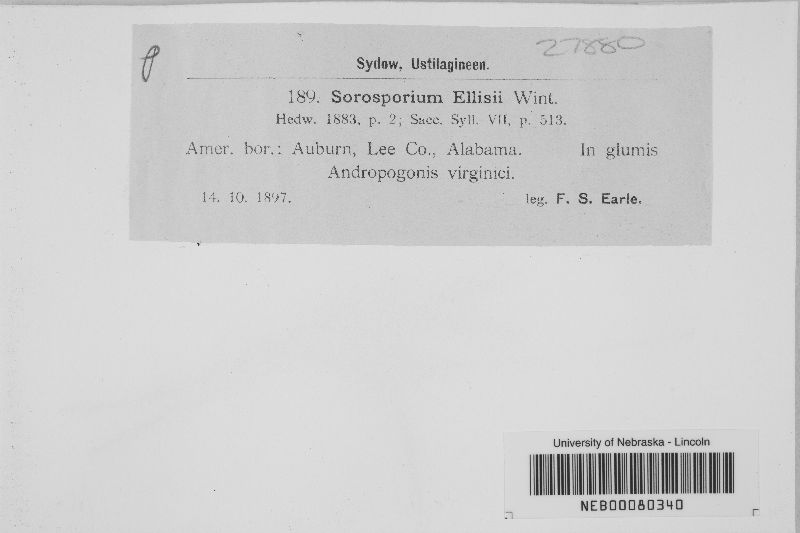 27880
Sydow, Ustilagineen.
189. Sorosporium Ellisii Wint.
Hedw. 1883, p. 2; Sacc. Syll. VII, p. 513.
Amer. bor.: Auburn, Lee Co., Alabama. In glumis
Andropogonis virginici.
14. 10. 1897. leg. F. S. Earle.
University of Nebraska - Lincoln
NEB00080340